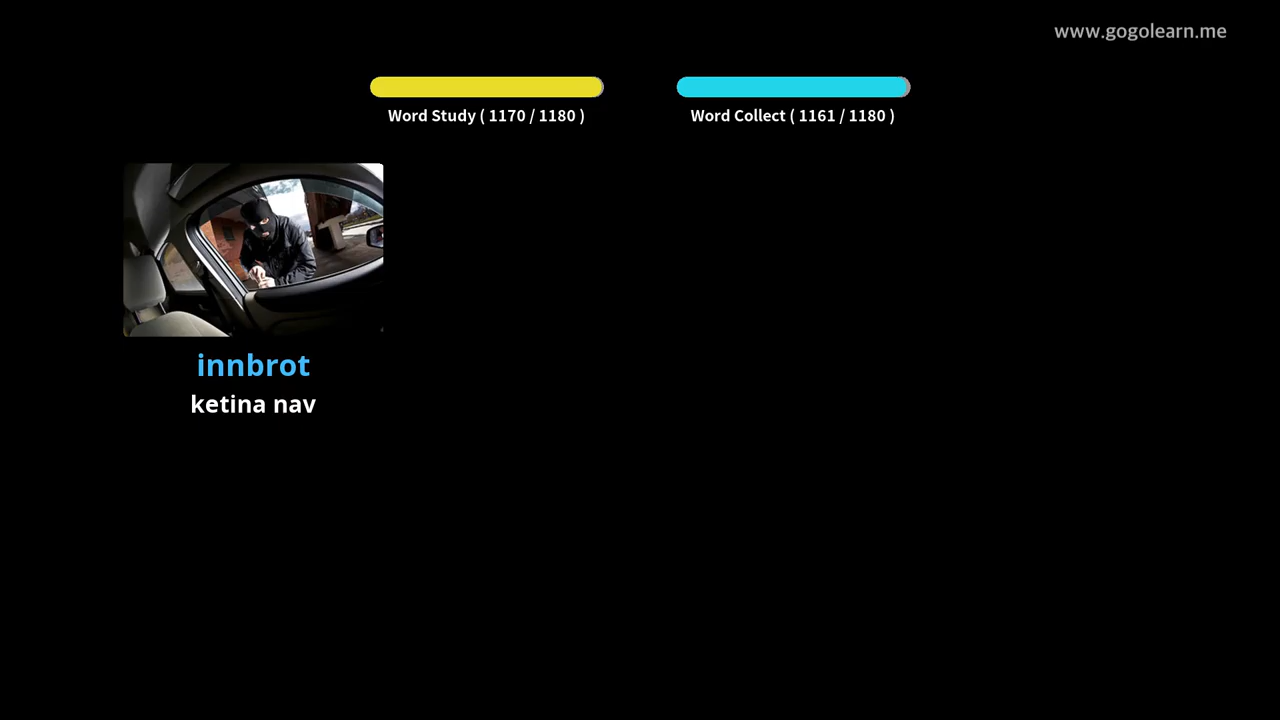 www.gogolearn.me
Word Study ( 1170 / 1180 )
Word Collect ( 1161 / 1180 )
innbrot
ketina nav